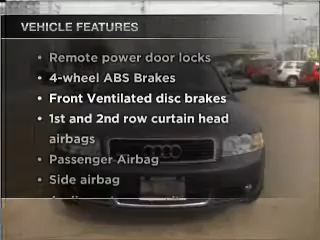 VEHICLE FEATURES
• Remote power door locks
• 4-wheel ABS Brakes
• Front Ventilated disc brakes
• 1st and 2nd row curtain head
airbags
• Passenger Airbag
• Side airbag